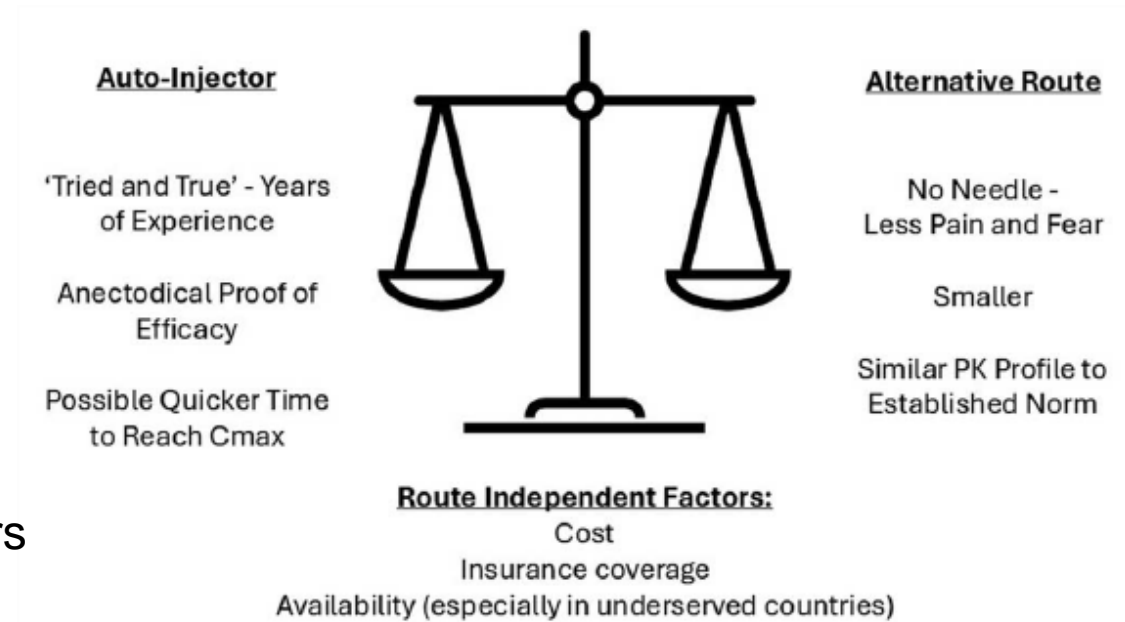 Auto-Injector
'Tried and True' - Years
of Experience
Anectodical Proof of
Efficacy
Possible Quicker Time
to Reach Cmax
Alternative Route
No Needle -
Less Pain and Fear
Smaller
Similar PK Profile to
Established Norm
rs
Route Independent Factors:
Cost
Insurance coverage
Availability (especially in underserved countries)